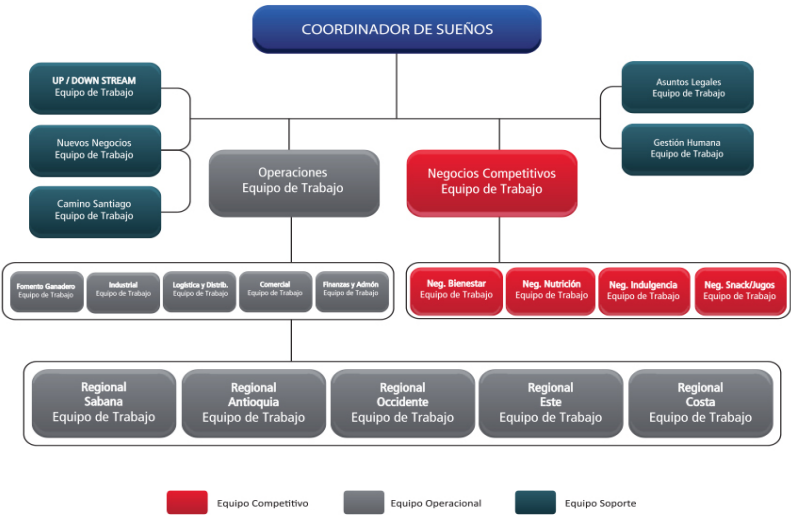 COORDINADOR DE SUEÑOS
UP / DOWN STREAM
Equipo de Trabajo
Asuntos Legales
Equipo de Trabajo
Nuevos Negocios
Equipo de Trabajo
Gestión Humana
Equipo de Trabajo
Camino Santiago
Equipo de Trabajo
Operaciones
Equipo de Trabajo
Negocios Competitivos
Equipo de Trabajo
Fomento Ganadero
Equipo de Trabajo
Industrial
Equipo de Trabajo
Logística y Distrib.
Equipo de Trabajo
Comercial
Equipo de Trabajo
Finanzas y Admón
Equipo de Trabajo
Neg. Bienestar
Equipo de Trabajo
Neg. Nutrición
Equipo de Trabajo
Neg. Indulgencia
Equipo de Trabajo
Neg. Snack/Jugos
Equipo de Trabajo
Regional
Sabana
Equipo de Trabajo
Regional
Antioquia
Equipo de Trabajo
Regional
Occidente
Equipo de Trabajo
Regional
Este
Equipo de Trabajo
Regional
Costa
Equipo de Trabajo
Equipo Competitivo
Equipo Operacional
Equipo Soporte